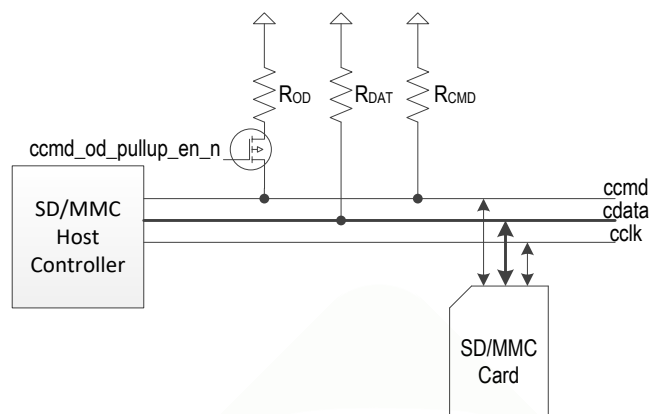 ROD
RDAT
RCMD
ccmd_od_pullup_en_n
ccmd
cdata
cclk
SD/MMC
Host
Controller
SD/MMC
Card